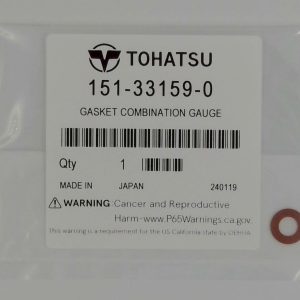 TOHATSU
151-33159-0
GASKET COMBINATION GAUGE
Qty 1
MADE IN JAPAN 240119
WARNING Cancer and Reproductive
Harm-www.P65Warnings.ca.gov
This warning is a requirement for the US California state by OEHHA